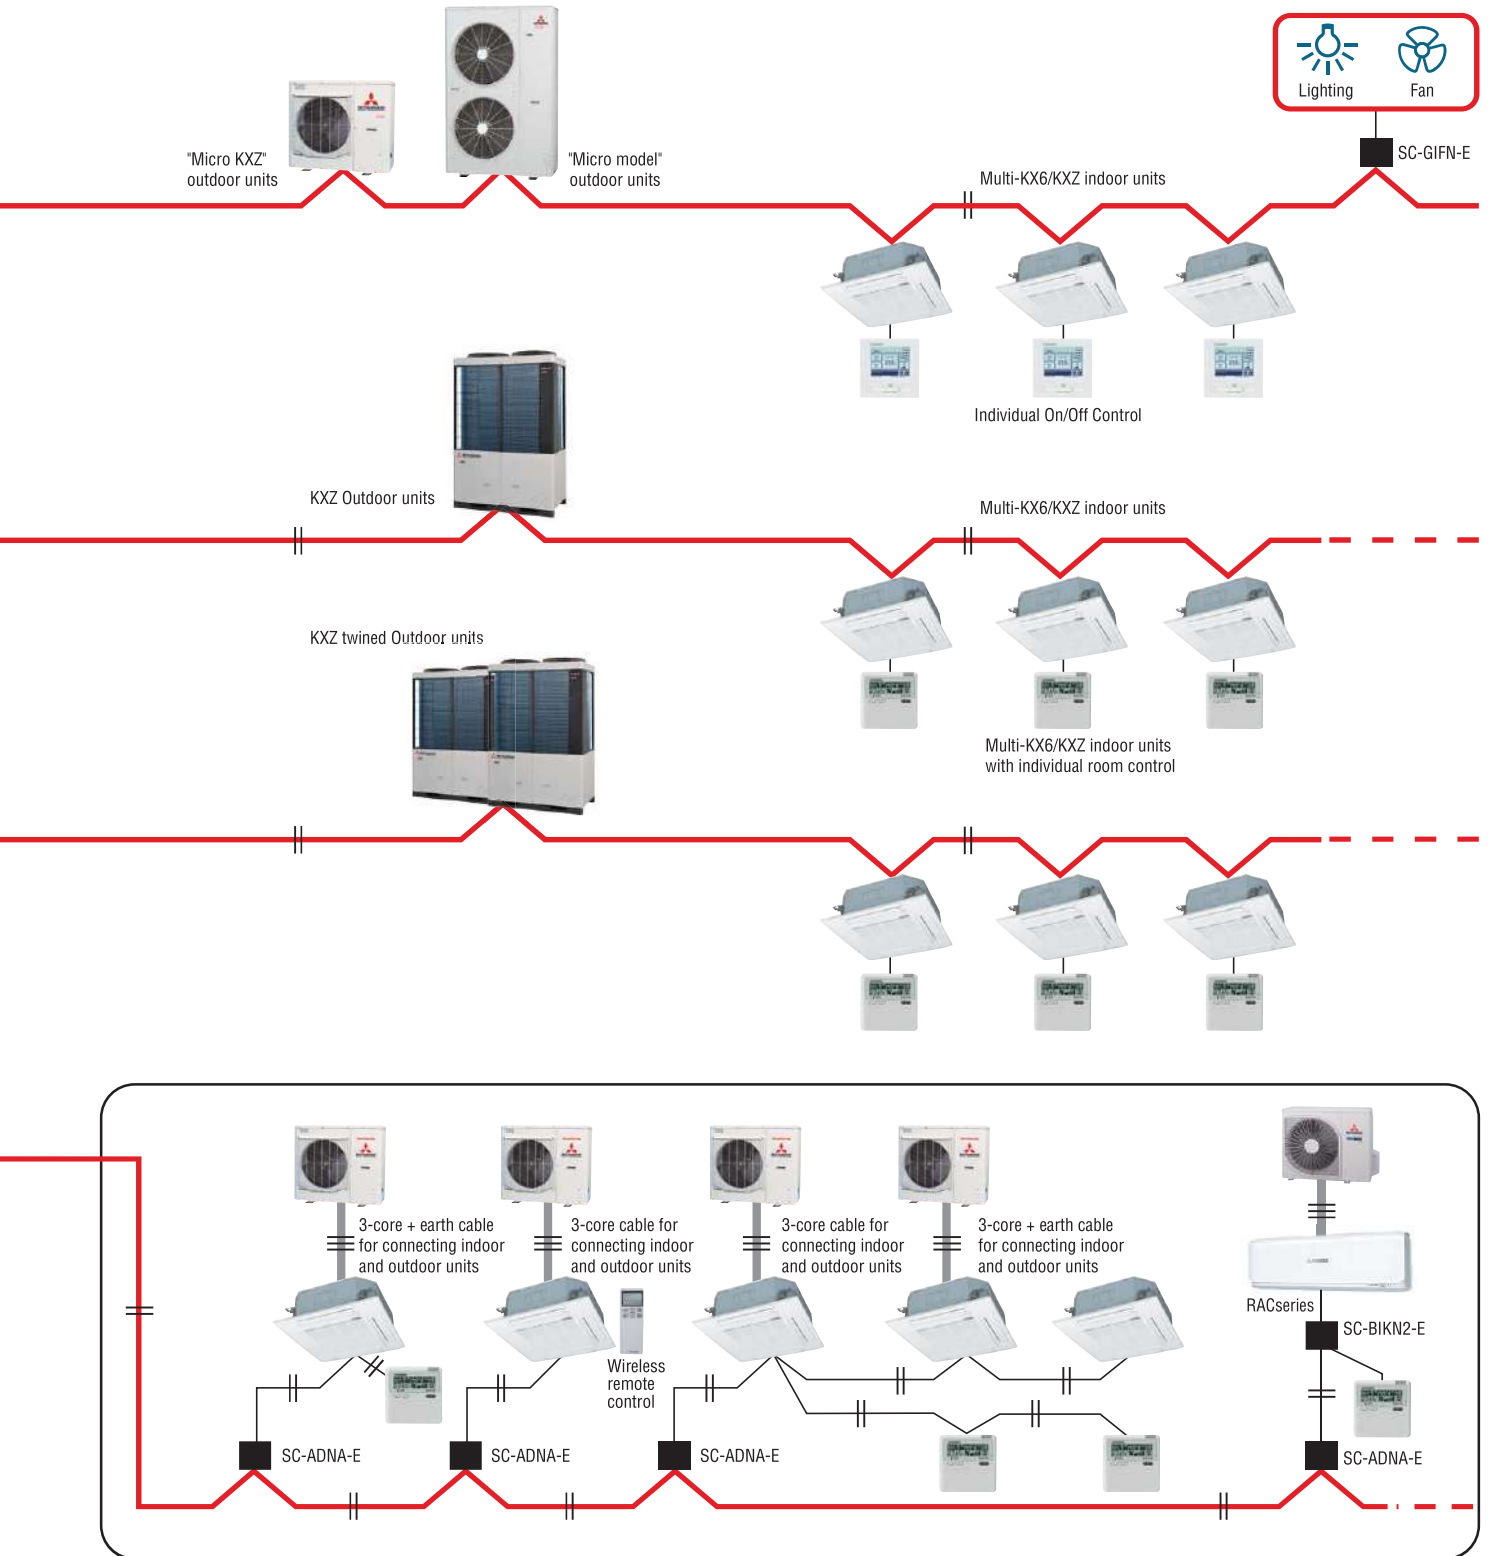 Lighting
Fan
"Micro KXZ"
outdoor units
"Micro model"
outdoor units
SC-GIFN-E
Multi-KX6/KXZ indoor units
Individual On/Off Control
KXZ Outdoor units
Multi-KX6/KXZ indoor units
KXZ twined Outdoor units
Multi-KX6/KXZ indoor units
with individual room control
3-core + earth cable
for connecting indoor
and outdoor units
3-core cable for
connecting indoor
and outdoor units
3-core cable for
connecting indoor
and outdoor units
3-core + earth cable
for connecting indoor
and outdoor units
RACseries
SC-BIKN2-E
Wireless
remote
control
SC-ADNA-E
SC-ADNA-E
SC-ADNA-E
SC-ADNA-E